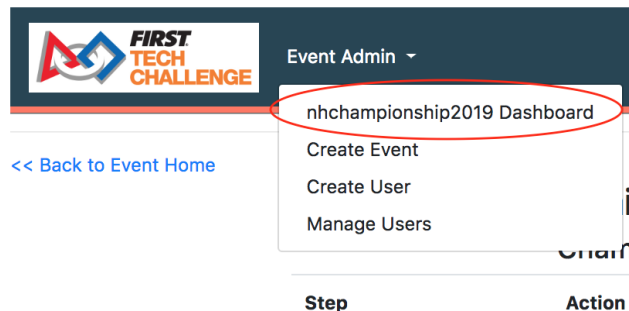 FIRST
TECH
CHALLENGE
Event Admin
nhchampionship2019 Dashboard
Create Event
<< Back to Event Home
Create User
Manage Users
Step Action